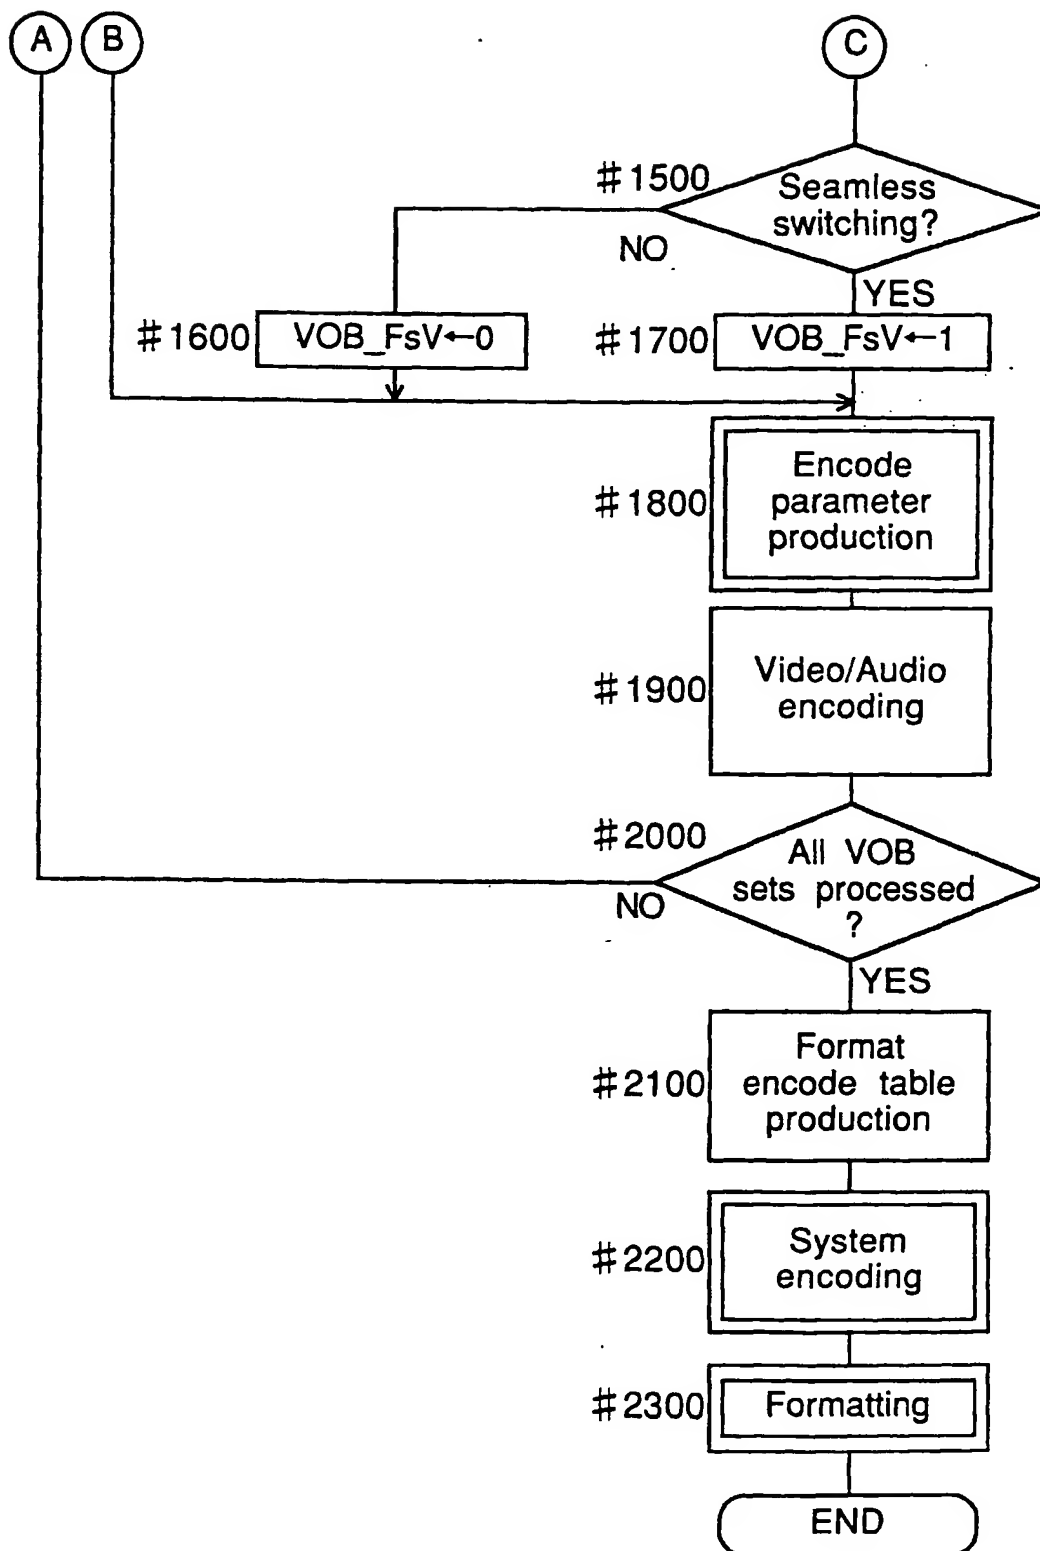 A
B
C
#1500
Seamless
switching?
NO
YES
#1600
VOB_FsV←0
#1700
VOB_FsV←1
#1800
Encode
parameter
production
#1900
Video/Audio
encoding
#2000
All VOB
sets processed
?
NO
YES
#2100
Format
encode table
production
#2200
System
encoding
#2300
Formatting
END